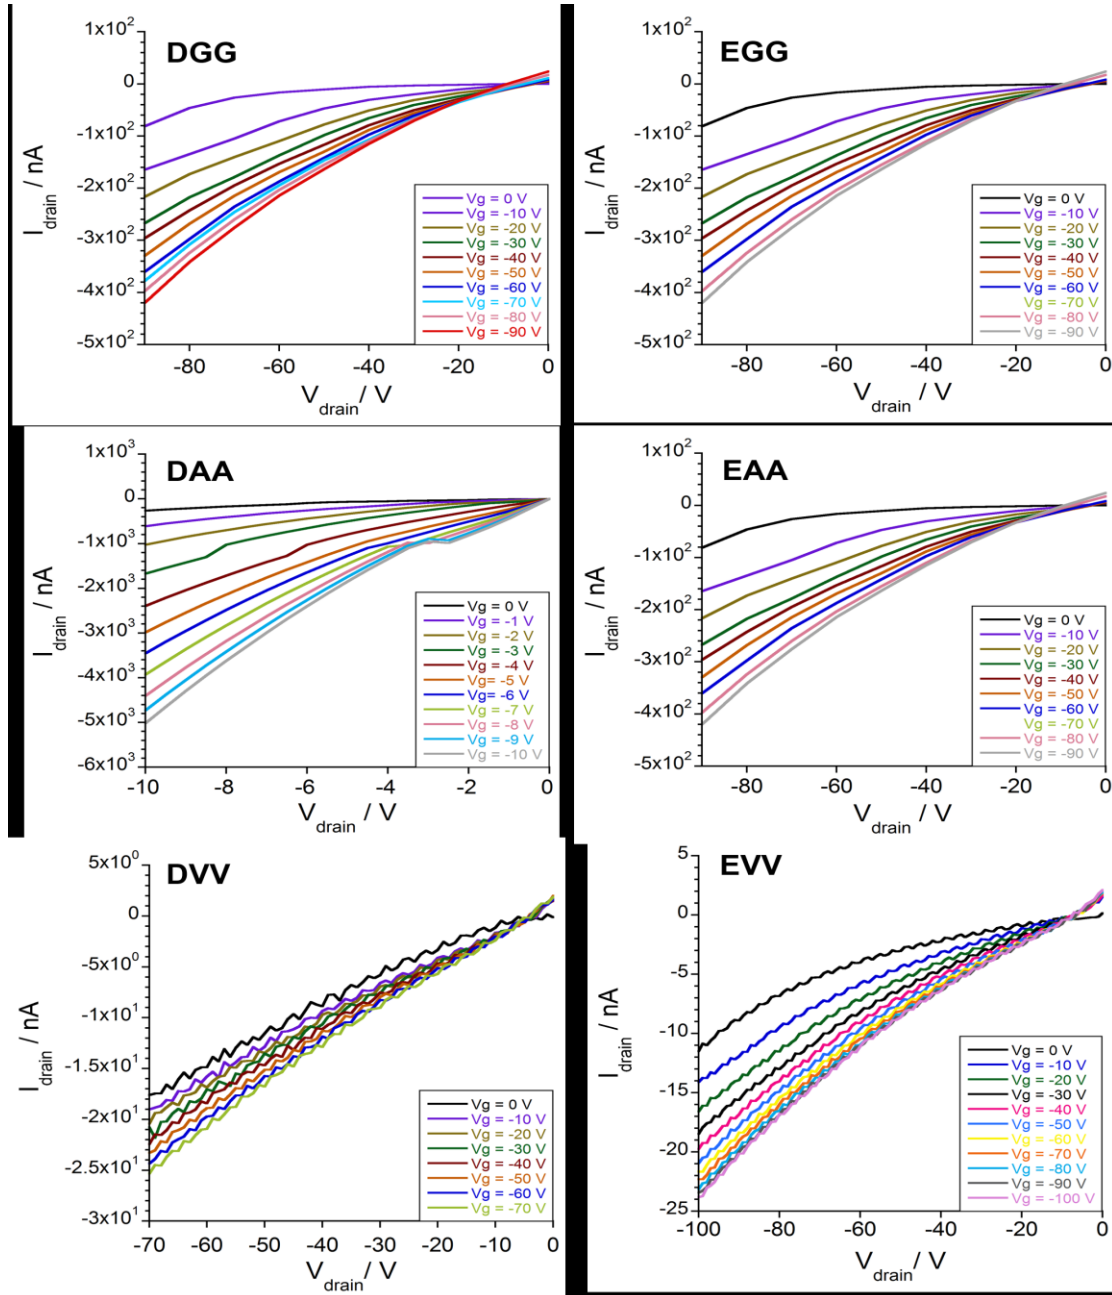 DGG
1x10²
0
-1x10²
-2x10²
-3x10²
-4x10²
-5x10²
I_drain / nA
-80
-60
-40
-20
0
V_drain / V
Vg = 0 V
Vg = -10 V
Vg = -20 V
Vg = -30 V
Vg = -40 V
Vg = -50 V
Vg = -60 V
Vg = -70 V
Vg = -80 V
Vg = -90 V
EGG
1x10²
0
-1x10²
-2x10²
-3x10²
-4x10²
-5x10²
I_drain / nA
-80
-60
-40
-20
0
V_drain / V
Vg = 0 V
Vg = -10 V
Vg = -20 V
Vg = -30 V
Vg = -40 V
Vg = -50 V
Vg = -60 V
Vg = -70 V
Vg = -80 V
Vg = -90 V
DAA
1x10³
0
-1x10³
-2x10³
-3x10³
-4x10³
-5x10³
-6x10³
I_drain / nA
-10
-8
-6
-4
-2
0
V_drain / V
Vg = 0 V
Vg = -1 V
Vg = -2 V
Vg = -3 V
Vg = -4 V
Vg= -5 V
Vg= -6 V
Vg = -7 V
Vg = -8 V
Vg = -9 V
Vg = -10 V
EAA
1x10²
0
-1x10²
-2x10²
-3x10²
-4x10²
-5x10²
I_drain / nA
-80
-60
-40
-20
0
V_drain / V
Vg = 0 V
Vg = -10 V
Vg = -20 V
Vg = -30 V
Vg = -40 V
Vg = -50 V
Vg = -60 V
Vg = -70 V
Vg = -80 V
Vg = -90 V
DVV
5x10⁰
0
-5x10⁰
-1x10¹
-1.5x10¹
-2x10¹
-2.5x10¹
-3x10¹
I_drain / nA
-70
-60
-50
-40
-30
-20
-10
0
V_drain / V
Vg = 0 V
Vg = -10 V
Vg = -20 V
Vg = -30 V
Vg = -40 V
Vg = -50 V
Vg = -60 V
Vg = -70 V
EVV
5
0
-5
-10
-15
-20
-25
I_drain / nA
-100
-80
-60
-40
-20
0
V_drain / V
Vg = 0 V
Vg = -10 V
Vg = -20 V
Vg = -30 V
Vg = -40 V
Vg = -50 V
Vg = -60 V
Vg = -70 V
Vg = -80 V
Vg = -90 V
Vg = -100 V